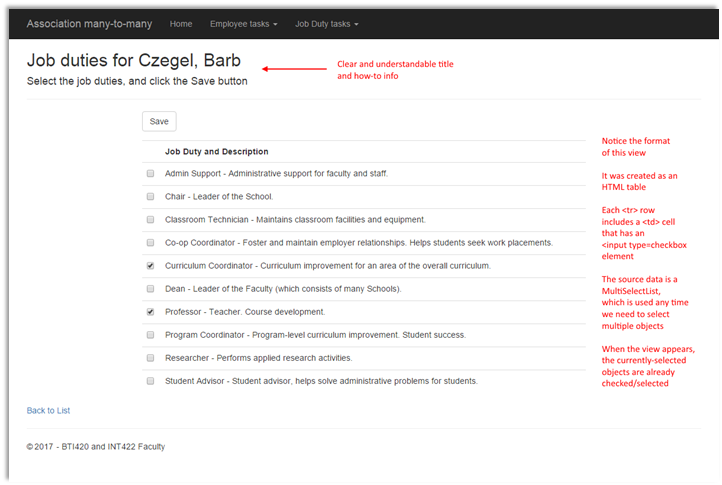 Association many-to-many Home Employee tasks Job Duty tasks
Job duties for Czegel, Barb
Select the job duties, and click the Save button
Clear and understandable title
and how-to info
Save
Job Duty and Description
Admin Support - Administrative support for faculty and staff.
Chair - Leader of the School.
Classroom Technician - Maintains classroom facilities and equipment.
Co-op Coordinator - Foster and maintain employer relationships. Helps students seek work placements.
Curriculum Coordinator - Curriculum improvement for an area of the overall curriculum.
Dean - Leader of the Faculty (which consists of many Schools).
Professor - Teacher. Course development.
Program Coordinator - Program-level curriculum improvement. Student success.
Researcher - Performs applied research activities.
Student Advisor - Student advisor, helps solve administrative problems for students.
Notice the format
of this view
It was created as an
HTML table
Each <tr> row
includes a <td> cell
that has an
<input type=checkbox
element
The source data is a
MultiSelectList,
which is used any time
we need to select
multiple objects
When the view appears,
the currently-selected
objects are already
checked/selected
Back to List
© 2017 - BTI420 and INT422 Faculty